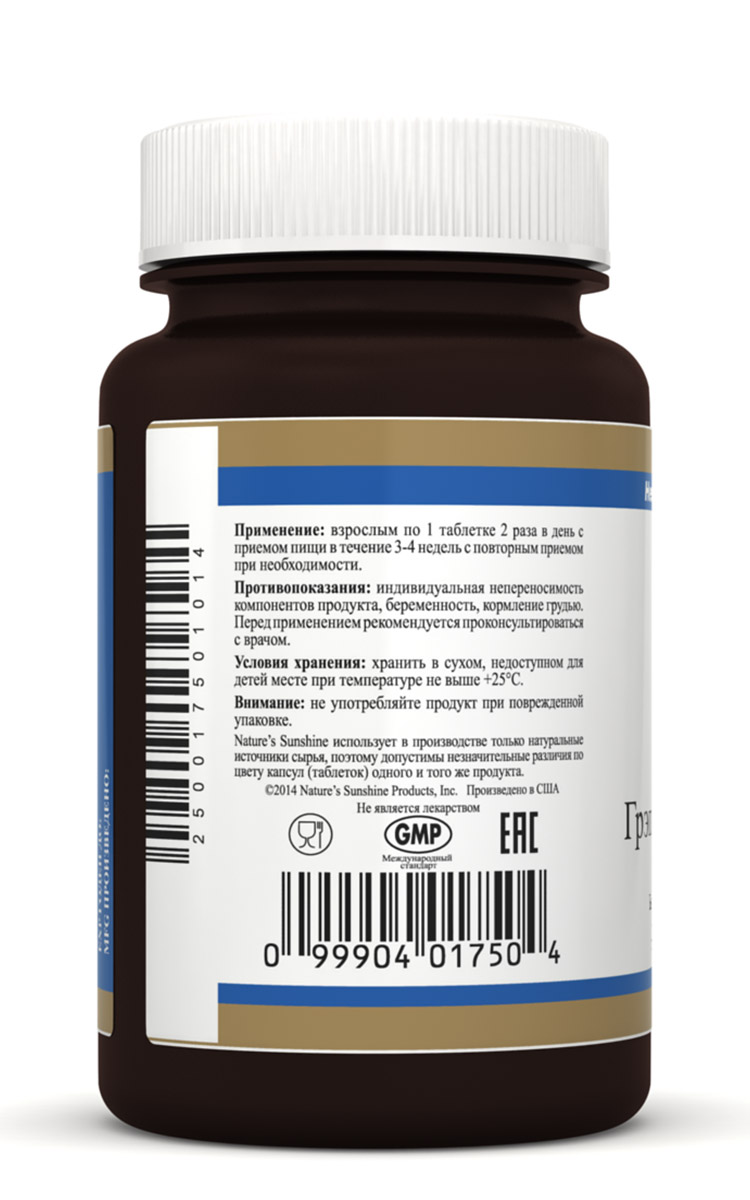 Применение: взрослым по 1 таблетке 2 раза в день с
приемом пищи в течение 3-4 недель с повторным приемом
при необходимости.
Противопоказания: индивидуальная непереносимость
компонентов продукта, беременность, кормление грудью.
Перед применением рекомендуется проконсультироваться
с врачом.
Условия хранения: хранить в сухом, недоступном для
детей месте при температуре не выше +25°C.
Внимание: не употребляйте продукт при поврежденной
упаковке.
Nature's Sunshine использует в производстве только натуральные
источники сырья, поэтому допустимы незначительные различия по
цвету капсул (таблеток) одного и того же продукта.
©2014 Nature's Sunshine Products, Inc. Произведено в США
Не является лекарством
GMP
Международный
стандарт
EAC
0 99904 01750 4
250017501014
MFG ПРОИЗВЕДЕНО: